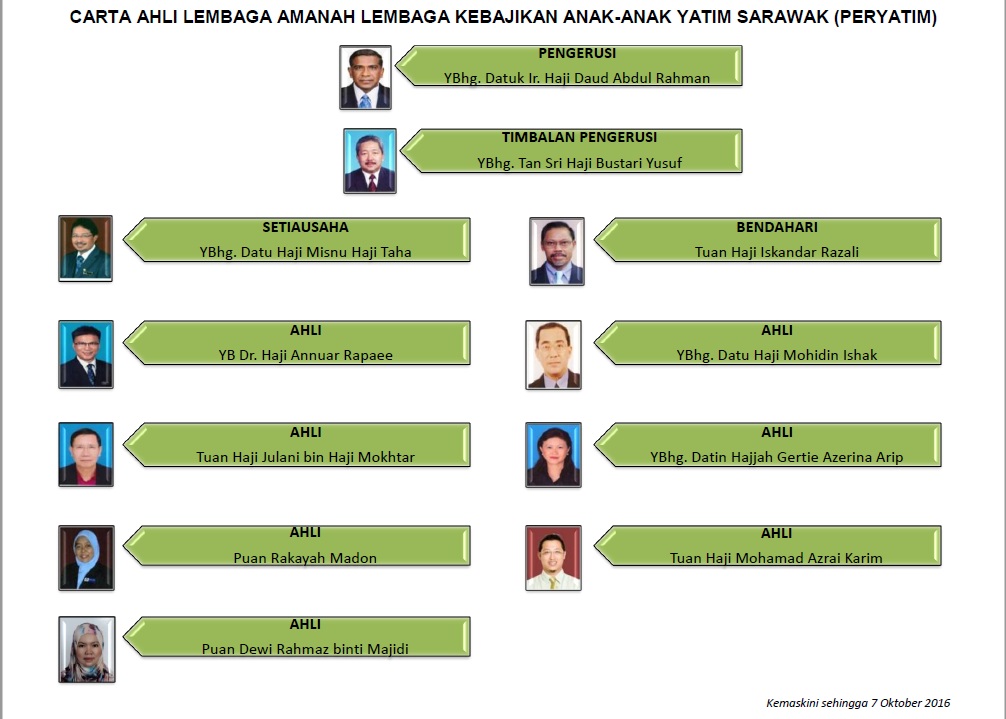 CARTA AHLI LEMBAGA AMANAH LEMBAGA KEBAJIKAN ANAK-ANAK YATIM SARAWAK (PERYATIM)
PENGERUSI
YBhg. Datuk Ir. Haji Daud Abdul Rahman
TIMBALAN PENGERUSI
YBhg. Tan Sri Haji Bustari Yusuf
SETIAUSAHA
YBhg. Datu Haji Misnu Haji Taha
BENDAHARI
Tuan Haji Iskandar Razali
AHLI
YB Dr. Haji Annuar Rapaee
AHLI
YBhg. Datu Haji Mohidin Ishak
AHLI
Tuan Haji Julani bin Haji Mokhtar
AHLI
YBhg. Datin Hajjah Gertie Azerina Arip
AHLI
Puan Rakayah Madon
AHLI
Tuan Haji Mohamad Azrai Karim
AHLI
Puan Dewi Rahmaz binti Majidi
Kemaskini sehingga 7 Oktober 2016